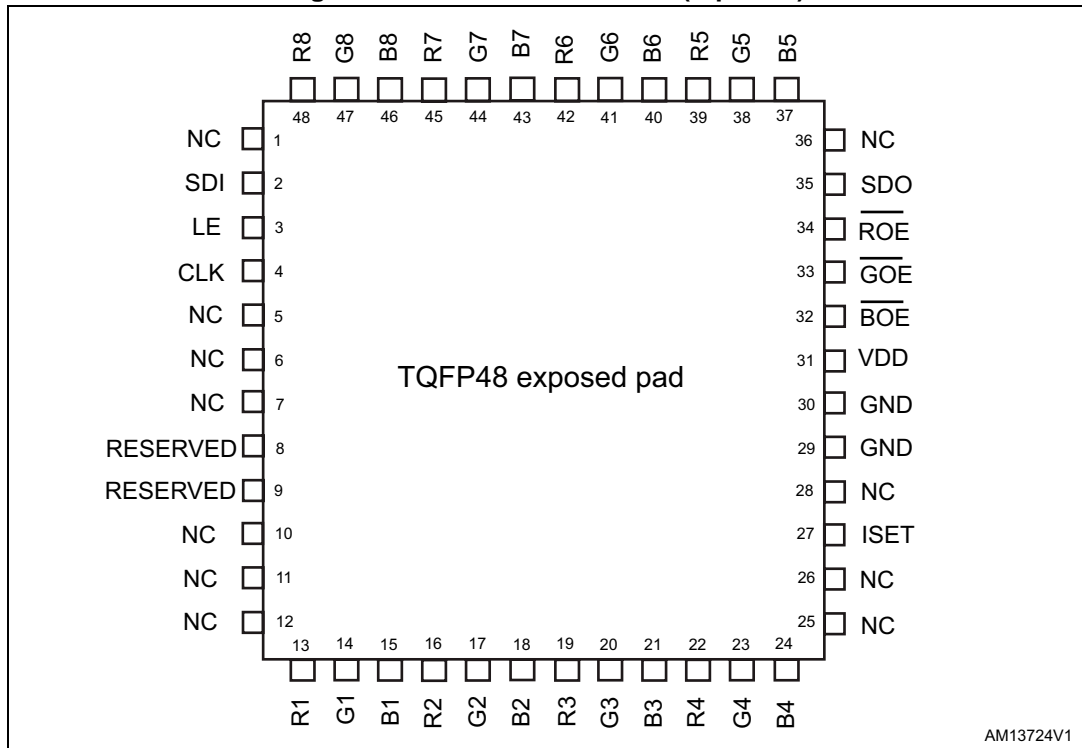 R8 G8 B8 R7 G7 B7 R6 G6 B6 R5 G5 B5
48 47 46 45 44 43 42 41 40 39 38 37
NC 1 36 NC
SDI 2 35 SDO
LE 3 34 ROE
CLK 4 33 GOE
NC 5 32 BOE
NC 6 31 VDD
TQFP48 exposed pad
NC 7 30 GND
RESERVED 8 29 GND
RESERVED 9 28 NC
NC 10 27 ISET
NC 11 26 NC
NC 12 25 NC
13 14 15 16 17 18 19 20 21 22 23 24
R1 G1 B1 R2 G2 B2 R3 G3 B3 R4 G4 B4
AM13724V1